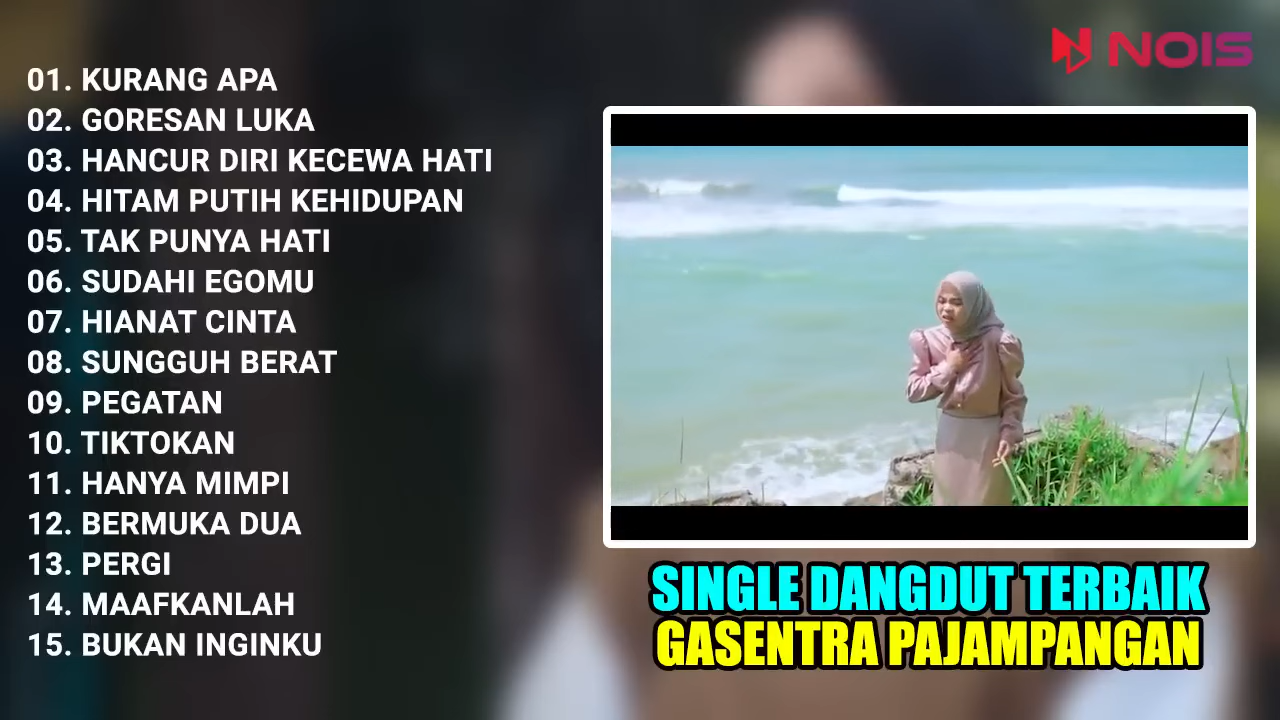 NOIS
01. KURANG APA
02. GORESAN LUKA
03. HANCUR DIRI KECEWA HATI
04. HITAM PUTIH KEHIDUPAN
05. TAK PUNYA HATI
06. SUDAHI EGOMU
07. HIANAT CINTA
08. SUNGGUH BERAT
09. PEGATAN
10. TIKTOKAN
11. HANYA MIMPI
12. BERMUKA DUA
13. PERGI
14. MAAFKANLAH
15. BUKAN INGINKU
SINGLE DANGDUT TERBAIK
GASENTRA PAJAMPANGAN